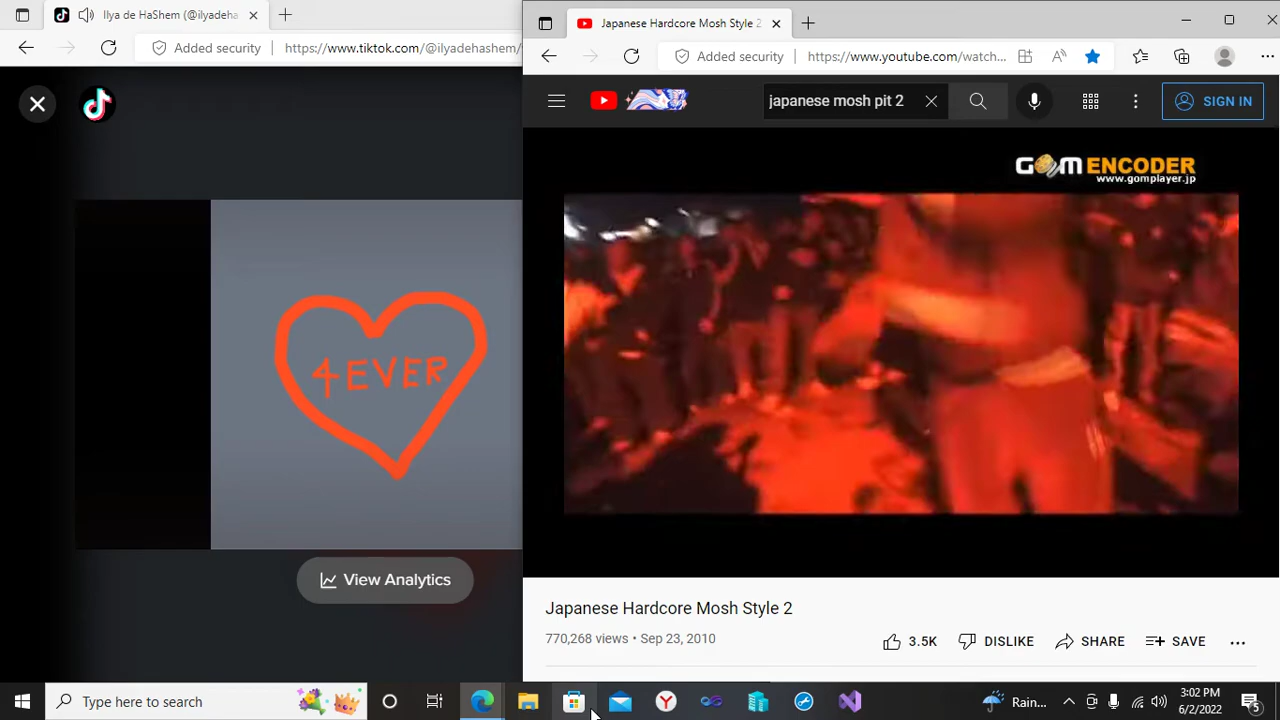 Ilya de HaShem (@ilyadeha
Added security
https://www.tiktok.com/@ilyadehashem/
4EVER
View Analytics
Japanese Hardcore Mosh Style 2
Added security
https://www.youtube.com/watch...
japanese mosh pit 2
SIGN IN
GOM ENCODER
www.gomplayer.jp
Japanese Hardcore Mosh Style 2
770,268 views • Sep 23, 2010
3.5K
DISLIKE
SHARE
SAVE
Type here to search
Rain...
3:02 PM
6/2/2022
5